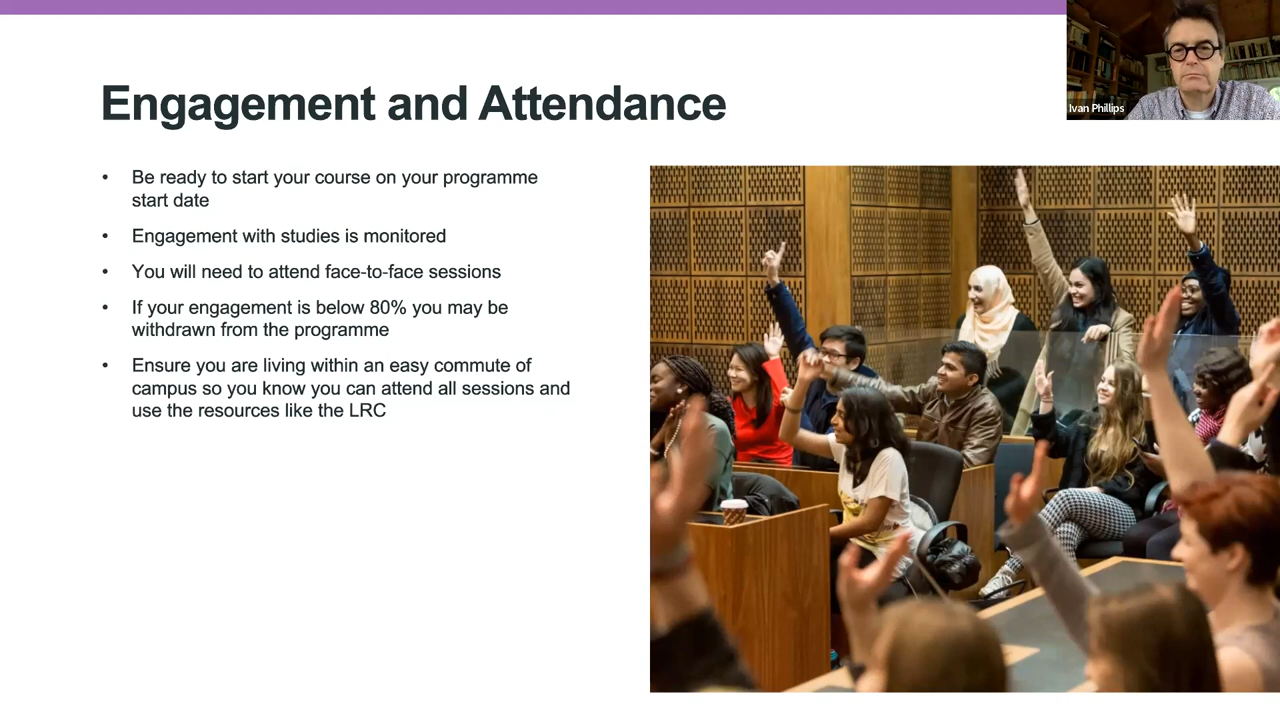 Ivan Phillips
Engagement and Attendance
• Be ready to start your course on your programme
start date
• Engagement with studies is monitored
• You will need to attend face-to-face sessions
• If your engagement is below 80% you may be
withdrawn from the programme
• Ensure you are living within an easy commute of
campus so you know you can attend all sessions and
use the resources like the LRC